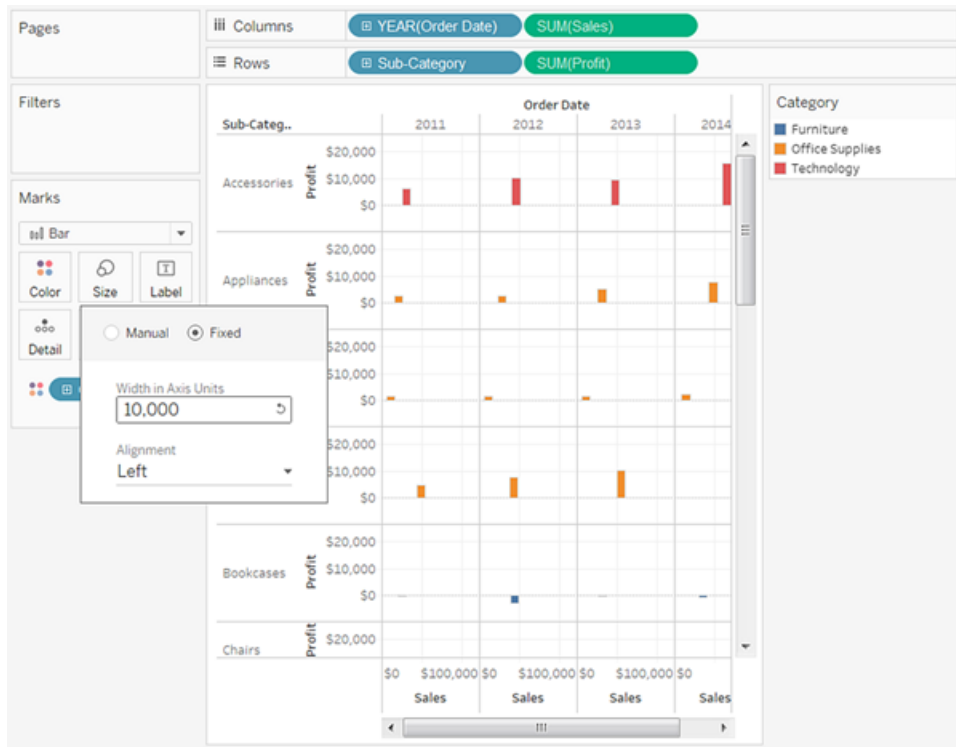 Pages
Columns
YEAR(Order Date)
SUM(Sales)
Rows
Sub-Category
SUM(Profit)
Filters
Marks
Bar
Color
Size
Label
Detail
Manual
Fixed
Width in Axis Units
10,000
Alignment
Left
Order Date
Sub-Categ..
2011
2012
2013
2014
Accessories
Profit
$20,000
$10,000
$0
Appliances
Profit
$20,000
$10,000
$0
$20,000
$10,000
$0
$20,000
$10,000
$0
Bookcases
Profit
$20,000
$10,000
$0
Chairs
Profit
$20,000
$0 $100,000 $0 $100,000 $0 $100,000 $0
Sales Sales Sales Sales
Category
Furniture
Office Supplies
Technology